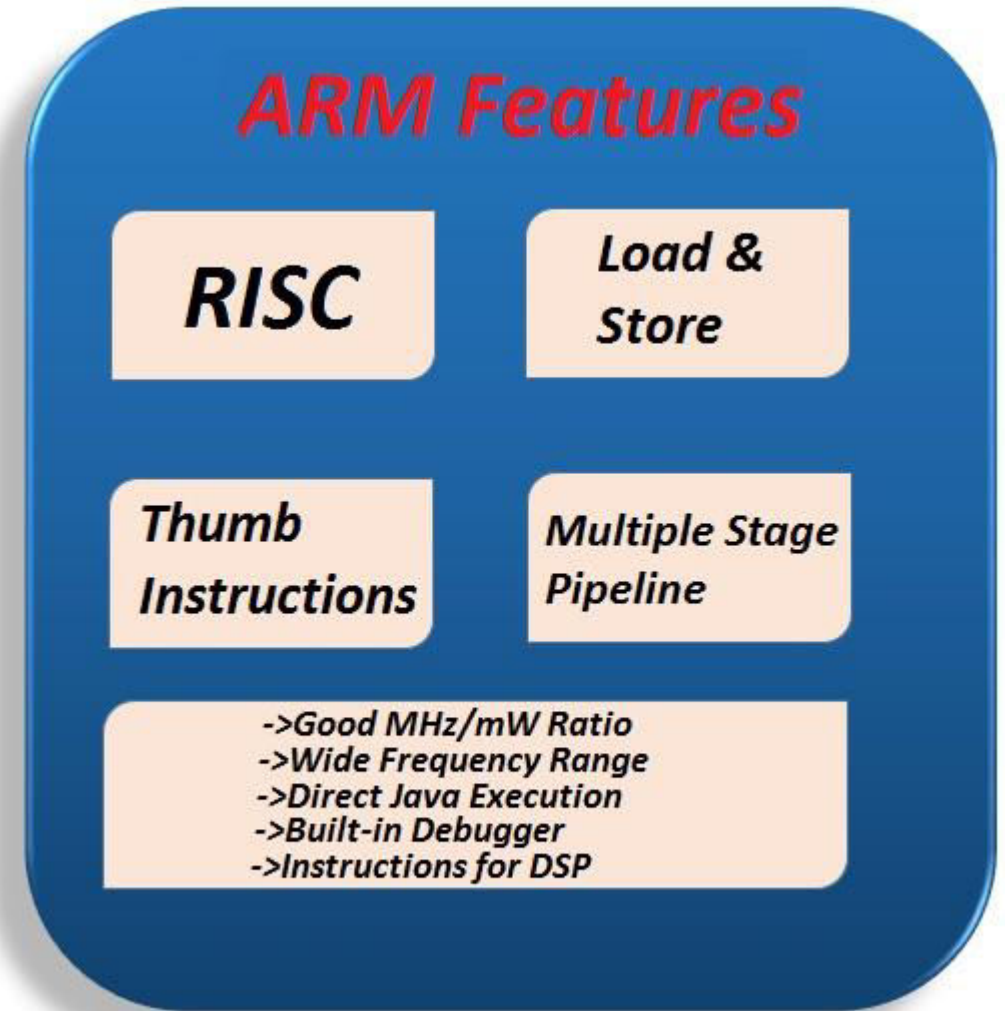 ARM Features
RISC
Load &
Store
Thumb
Instructions
Multiple Stage
Pipeline
->Good MHz/mW Ratio
->Wide Frequency Range
->Direct Java Execution
->Built-in Debugger
->Instructions for DSP